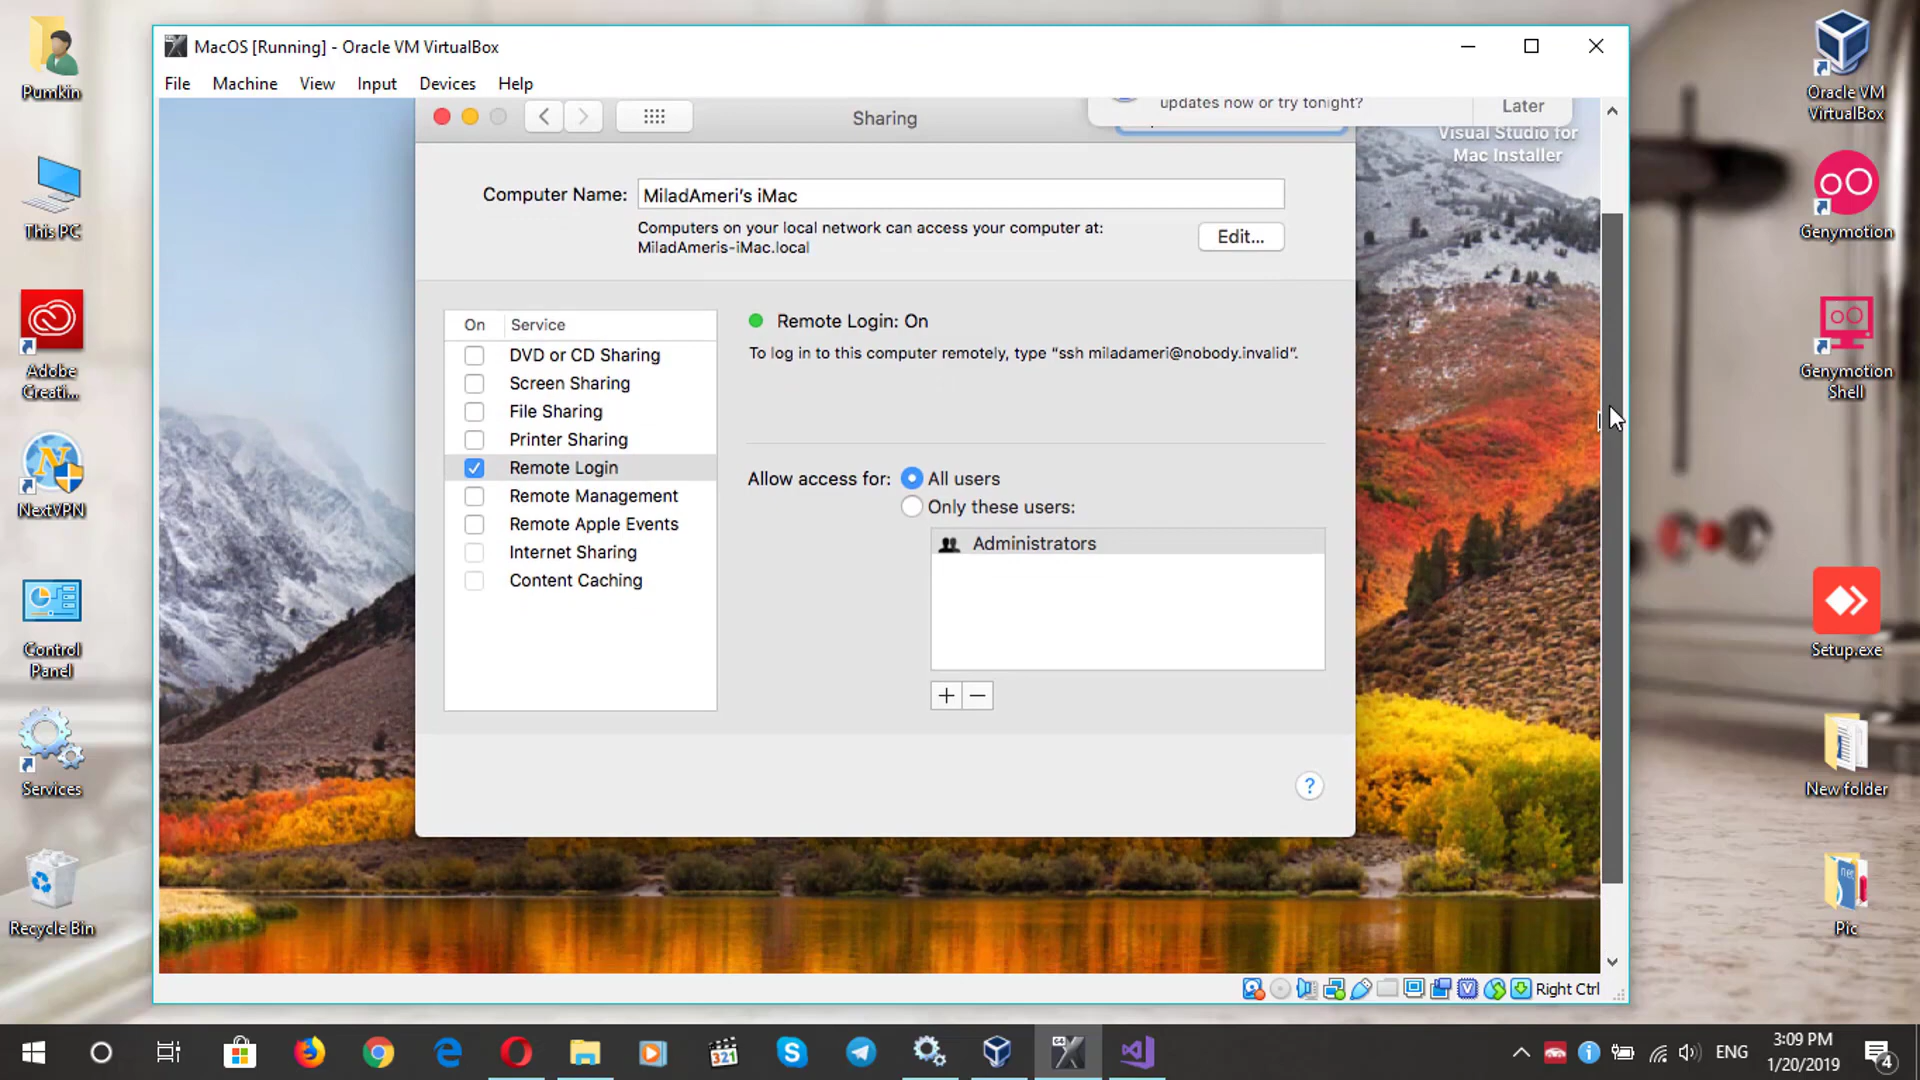 MacOS [Running] - Oracle VM VirtualBox
File Machine View Input Devices Help
Sharing
updates now or try tonight?
Later
Visual Studio for
Mac Installer
Computer Name: MiladAmeri's iMac
Computers on your local network can access your computer at:
MiladAmeris-iMac.local
Edit...
On Service
DVD or CD Sharing
Screen Sharing
File Sharing
Printer Sharing
Remote Login
Remote Management
Remote Apple Events
Internet Sharing
Content Caching
Remote Login: On
To log in to this computer remotely, type “ssh miladameri@nobody.invalid”.
Allow access for: All users
Only these users:
Administrators
+ −
?
Right Ctrl
Pumkin
This PC
Adobe
Creati...
NextVPN
Control
Panel
Services
Recycle Bin
Oracle VM
VirtualBox
Genymotion
Genymotion
Shell
Setup.exe
New folder
Pic
321
64
ENG
3:09 PM
1/20/2019
4